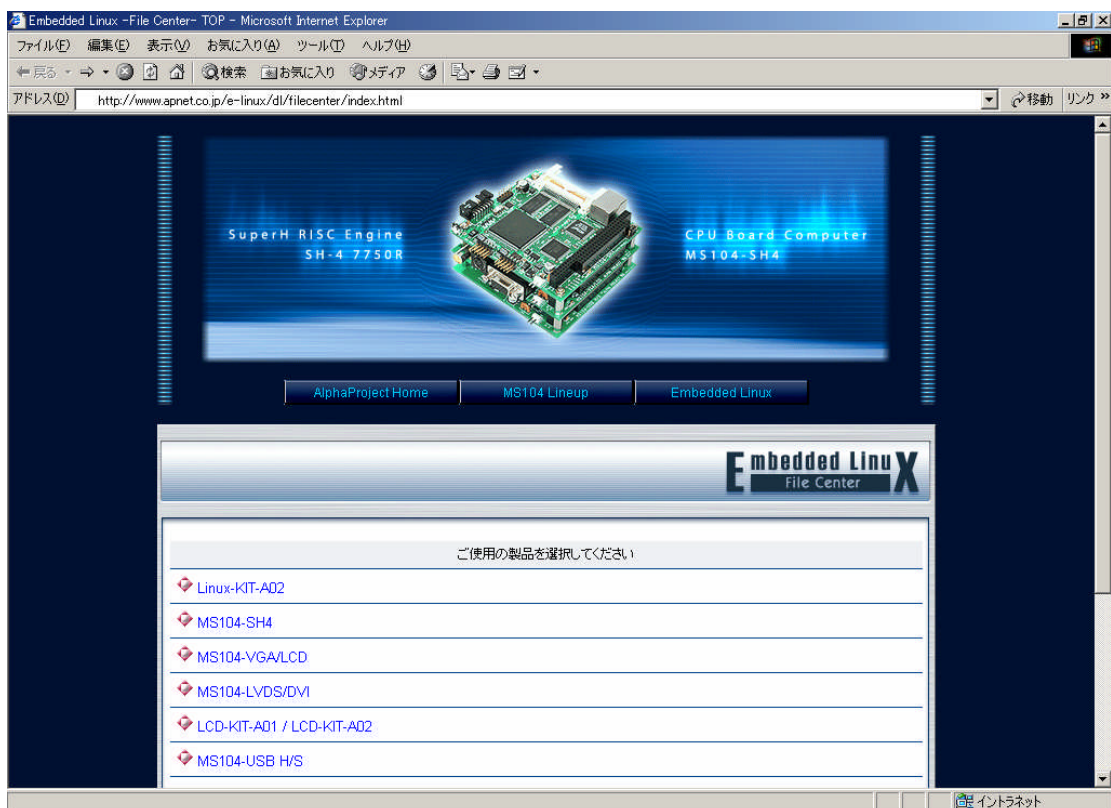 Embedded Linux -File Center- TOP - Microsoft Internet Explorer
ファイル(F) 編集(E) 表示(V) お気に入り(A) ツール(T) ヘルプ(H)
戻る 検索 お気に入り メディア
アドレス(D) http://www.apnet.co.jp/e-linux/dl/filecenter/index.html 移動 リンク »
SuperH RISC Engine
SH-4 7750R
CPU Board Computer
MS104-SH4
AlphaProject Home MS104 Lineup Embedded Linux
Embedded LinuX
File Center
ご使用の製品を選択してください
Linux-KIT-A02
MS104-SH4
MS104-VGA/LCD
MS104-LVDS/DVI
LCD-KIT-A01 / LCD-KIT-A02
MS104-USB H/S
イントラネット